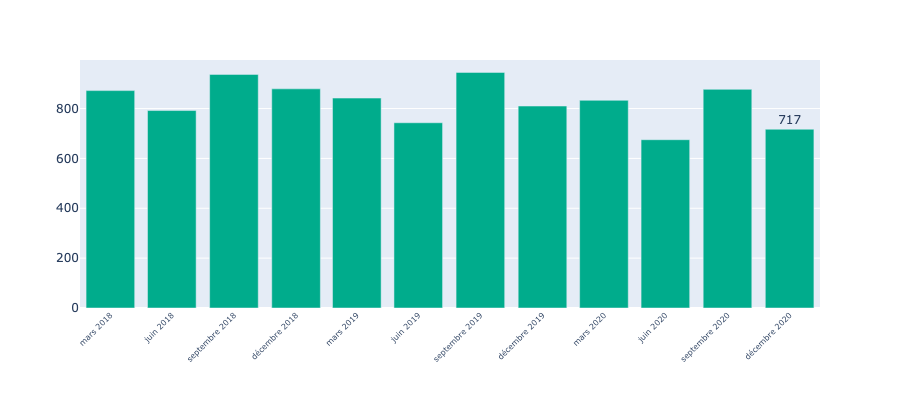 800
600
400
200
0
717
mars 2018
juin 2018
septembre 2018
décembre 2018
mars 2019
juin 2019
septembre 2019
décembre 2019
mars 2020
juin 2020
septembre 2020
décembre 2020